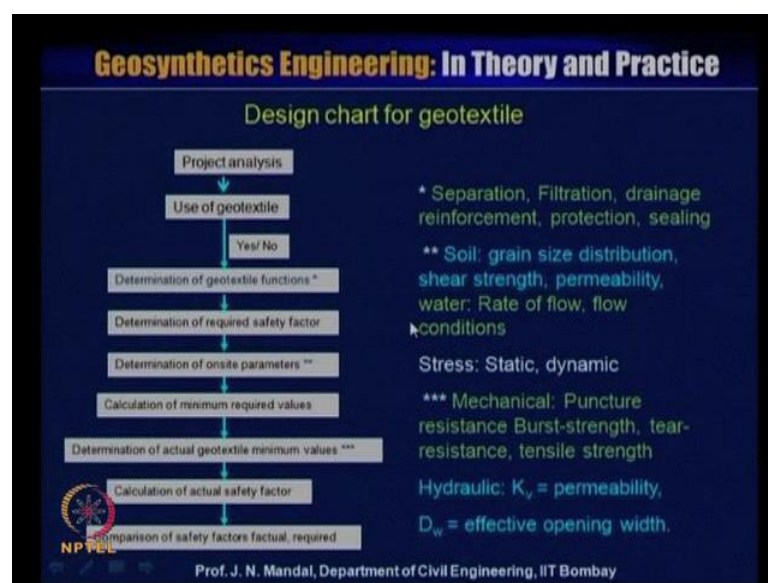 Geosynthetics Engineering: In Theory and Practice
Design chart for geotextile
Project analysis
Use of geotextile
Yes/ No
Determination of geotextile functions *
Determination of required safety factor
Determination of onsite parameters **
Calculation of minimum required values
Determination of actual geotextile minimum values ***
Calculation of actual safety factor
omparison of safety factors factual, required
* Separation, Filtration, drainage
reinforcement, protection, sealing
** Soil: grain size distribution,
shear strength, permeability,
water: Rate of flow, flow
conditions
Stress: Static, dynamic
*** Mechanical: Puncture
resistance Burst-strength, tear-
resistance, tensile strength
Hydraulic: Kv = permeability,
Dw = effective opening width.
NPTEL
Prof. J. N. Mandal, Department of Civil Engineering, IIT Bombay